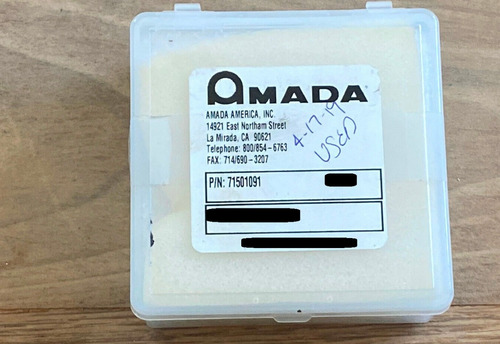 AMADA
AMADA AMERICA, INC.
14921 East Northam Street
La Mirada, CA 90621
Telephone: 800/854-6763
FAX: 714/690-3207
4-17-19
USED
P/N: 71501091